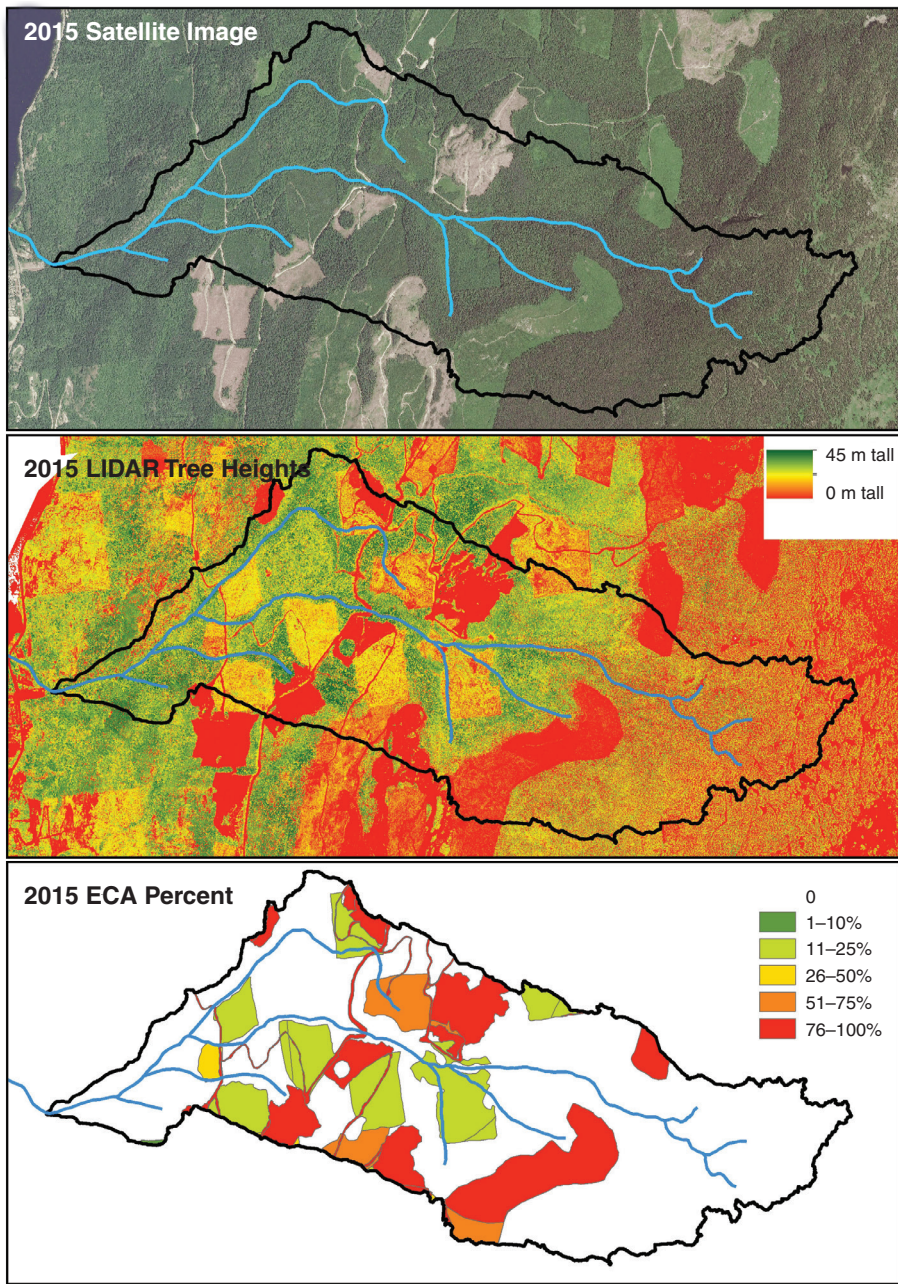 2015 Satellite Image
2015 LIDAR Tree Heights
45 m tall
0 m tall
2015 ECA Percent
0
1–10%
11–25%
26–50%
51–75%
76–100%